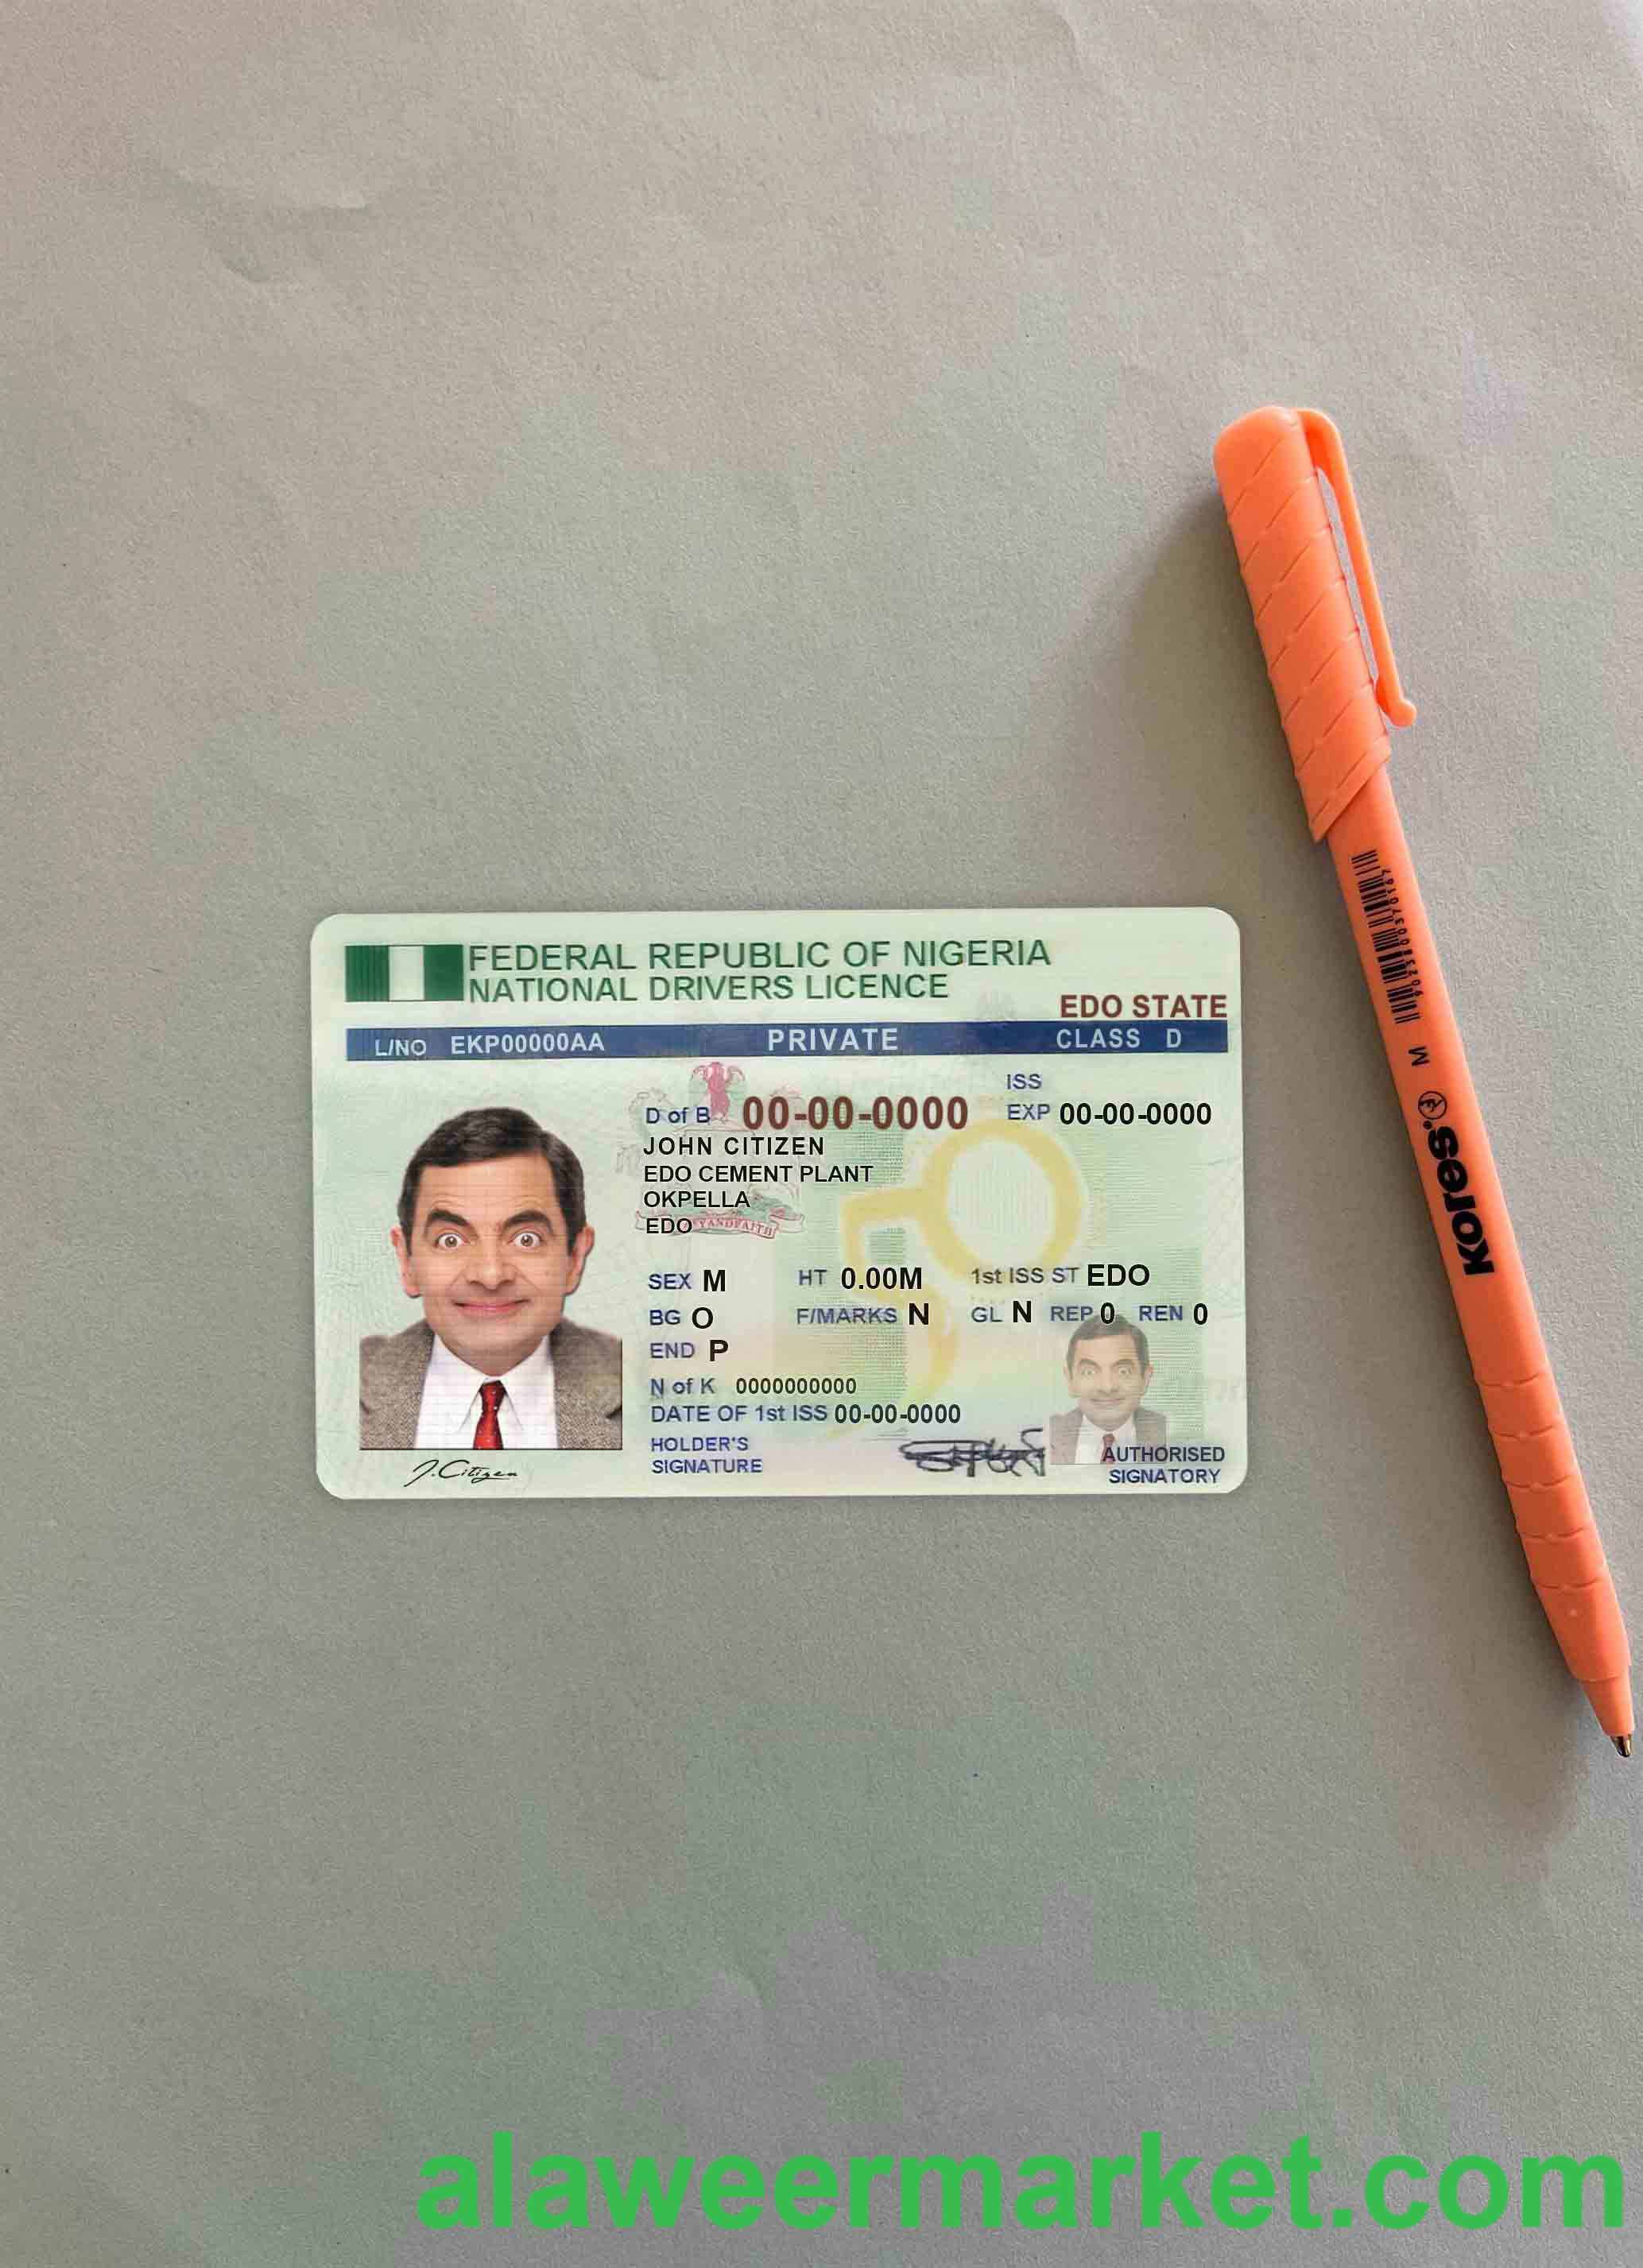 FEDERAL REPUBLIC OF NIGERIA
NATIONAL DRIVERS LICENCE
EDO STATE
L/NO EKP00000AA PRIVATE CLASS D
ISS
D of B 00-00-0000 EXP 00-00-0000
JOHN CITIZEN
EDO CEMENT PLANT
OKPELLA
EDO
SEX M HT 0.00M 1st ISS ST EDO
BG O F/MARKS N GL N REP 0 REN 0
END P
N of K 0000000000
DATE OF 1st ISS 00-00-0000
HOLDER'S
SIGNATURE
AUTHORISED
SIGNATORY
J.Citizen
Kores
M
alaweermarket.com